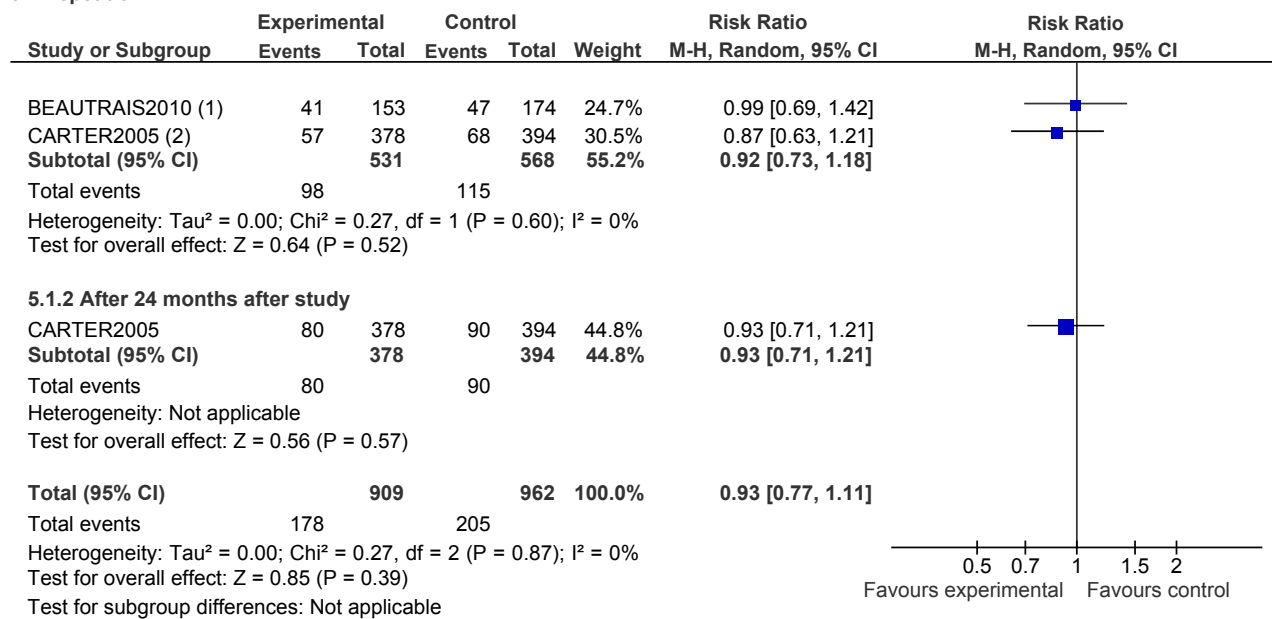 Experimental Control Risk Ratio Risk Ratio
Study or Subgroup Events Total Events Total Weight M-H, Random, 95% CI M-H, Random, 95% CI
BEAUTRAIS2010 (1) 41 153 47 174 24.7% 0.99 [0.69, 1.42]
CARTER2005 (2) 57 378 68 394 30.5% 0.87 [0.63, 1.21]
Subtotal (95% CI) 531 568 55.2% 0.92 [0.73, 1.18]
Total events 98 115
Heterogeneity: Tau² = 0.00; Chi² = 0.27, df = 1 (P = 0.60); I² = 0%
Test for overall effect: Z = 0.64 (P = 0.52)
5.1.2 After 24 months after study
CARTER2005 80 378 90 394 44.8% 0.93 [0.71, 1.21]
Subtotal (95% CI) 378 394 44.8% 0.93 [0.71, 1.21]
Total events 80 90
Heterogeneity: Not applicable
Test for overall effect: Z = 0.56 (P = 0.57)
Total (95% CI) 909 962 100.0% 0.93 [0.77, 1.11]
Total events 178 205
Heterogeneity: Tau² = 0.00; Chi² = 0.27, df = 2 (P = 0.87); I² = 0%
Test for overall effect: Z = 0.85 (P = 0.39)
Test for subgroup differences: Not applicable
0.5 0.7 1 1.5 2
Favours experimental Favours control